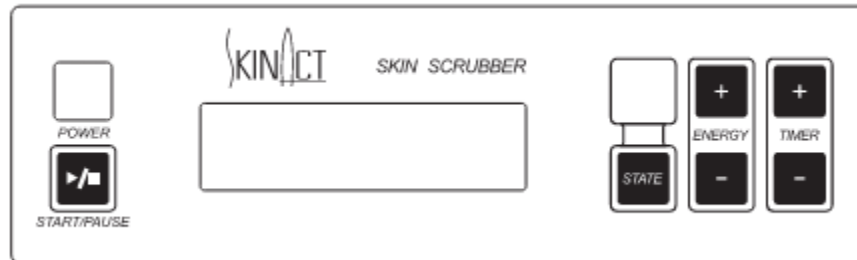 SKINACT
SKIN SCRUBBER
POWER
▶/■
START/PAUSE
STATE
+
ENERGY
-
+
TIMER
-